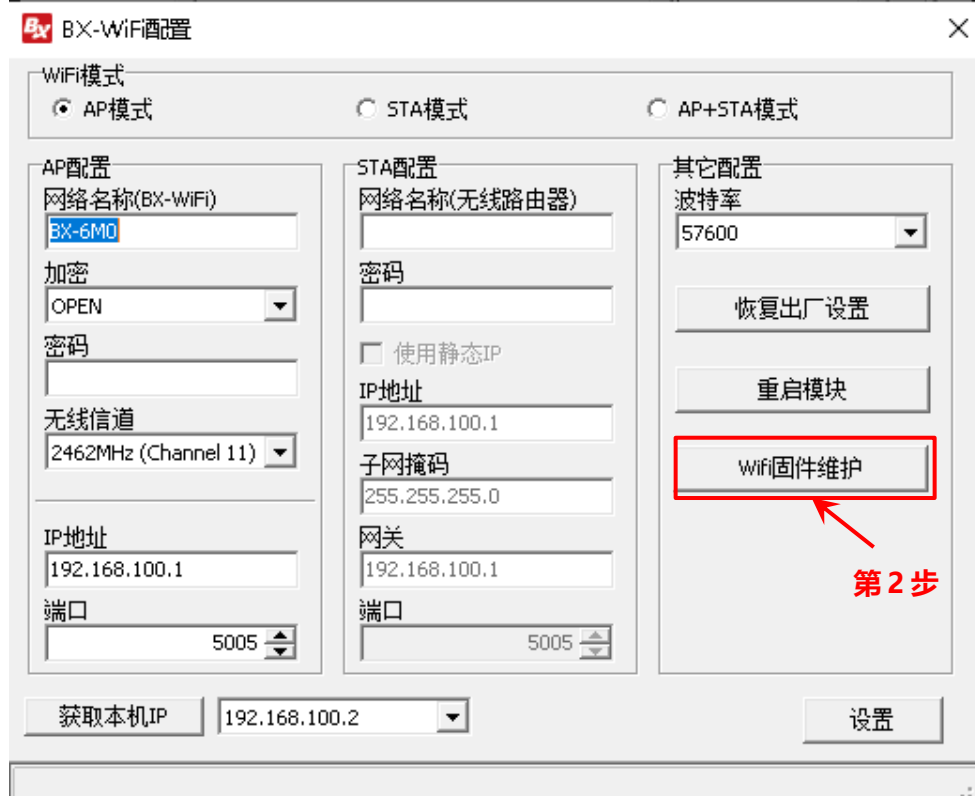 BX BX-WiFi配置
WiFi模式
AP模式
STA模式
AP+STA模式
AP配置
网络名称(BX-WiFi)
BX-6M0
加密
OPEN
密码
无线信道
2462MHz (Channel 11)
IP地址
192.168.100.1
端口
5005
STA配置
网络名称(无线路由器)
密码
使用静态IP
IP地址
192.168.100.1
子网掩码
255.255.255.0
网关
192.168.100.1
端口
5005
其它配置
波特率
57600
恢复出厂设置
重启模块
Wifi固件维护
第2步
获取本机IP
192.168.100.2
设置